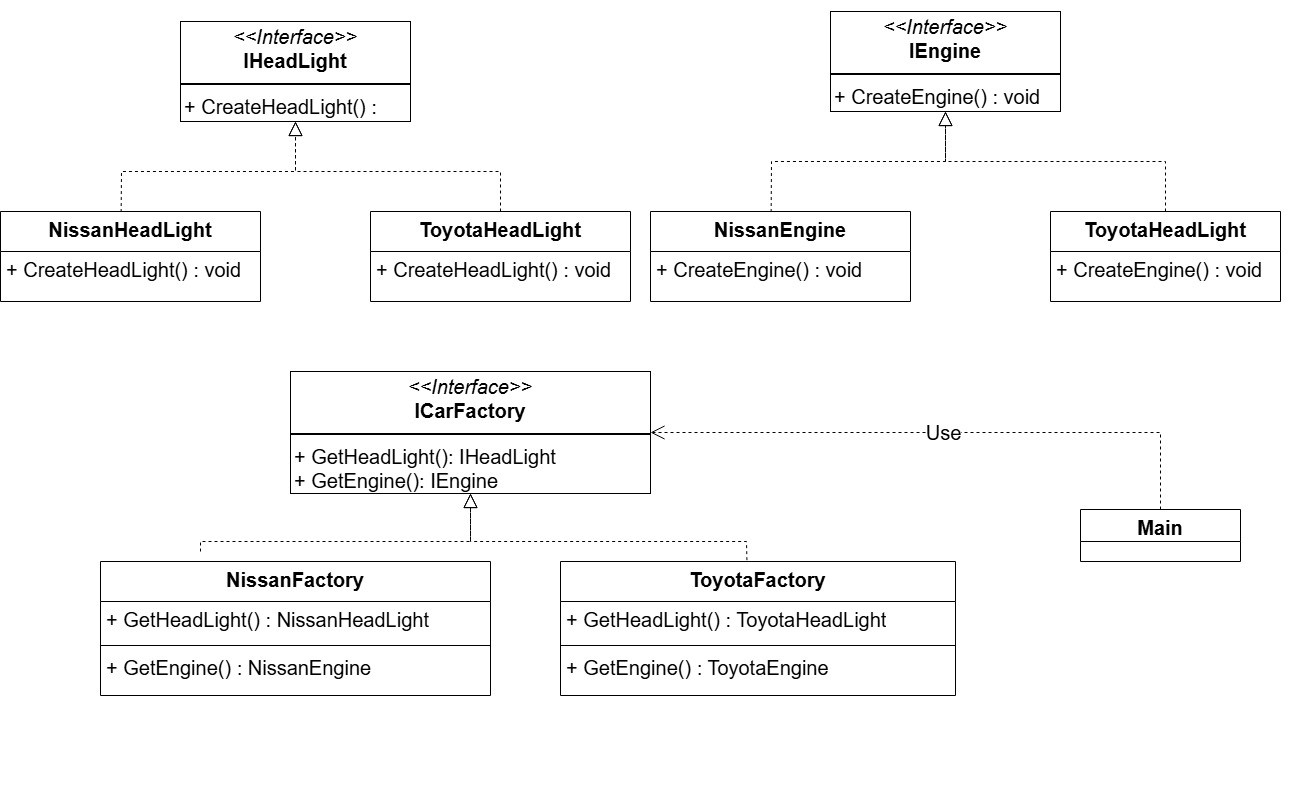 <<Interface>>
IHeadLight
+ CreateHeadLight() :
<<Interface>>
IEngine
+ CreateEngine() : void
NissanHeadLight
+ CreateHeadLight() : void
ToyotaHeadLight
+ CreateHeadLight() : void
NissanEngine
+ CreateEngine() : void
ToyotaHeadLight
+ CreateEngine() : void
<<Interface>>
ICarFactory
+ GetHeadLight(): IHeadLight
+ GetEngine(): IEngine
Use
Main
NissanFactory
+ GetHeadLight() : NissanHeadLight
+ GetEngine() : NissanEngine
ToyotaFactory
+ GetHeadLight() : ToyotaHeadLight
+ GetEngine() : ToyotaEngine